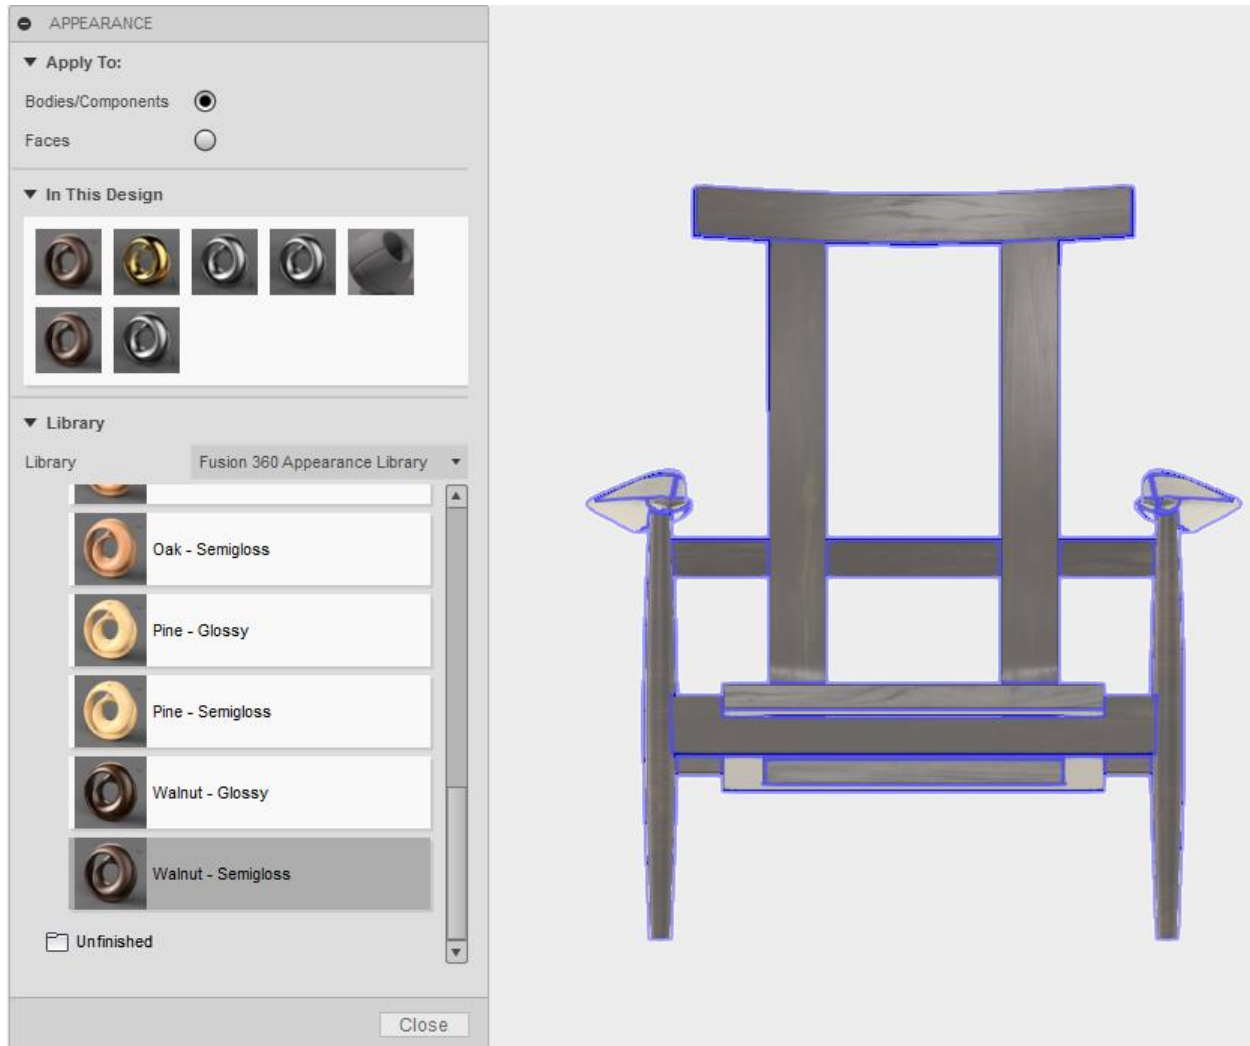 APPEARANCE
Apply To:
Bodies/Components
Faces
In This Design
Library
Library Fusion 360 Appearance Library
Oak - Semigloss
Pine - Glossy
Pine - Semigloss
Walnut - Glossy
Walnut - Semigloss
Unfinished
Close